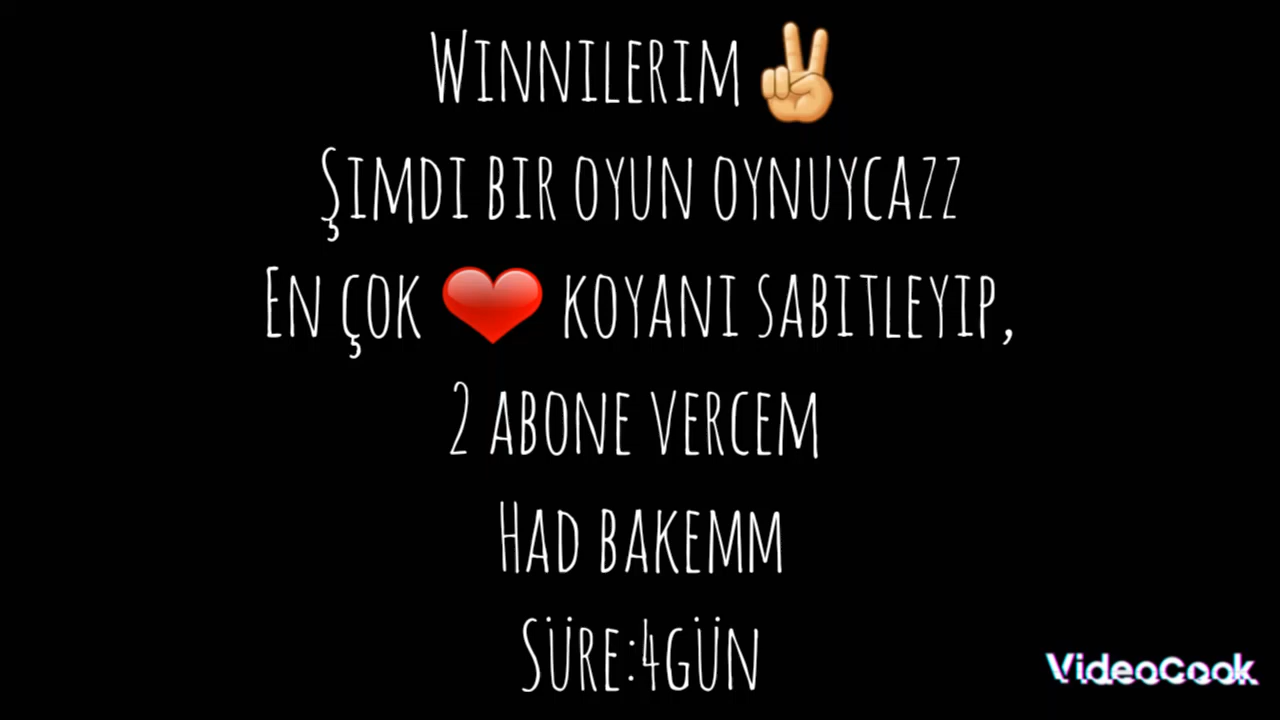 Winnilerim ✌
Şimdi bir oyun oynuycazz
En çok ❤ koyanı sabitleyip,
2 abone vercem
Had bakemm
Süre:4gün
VideoCook